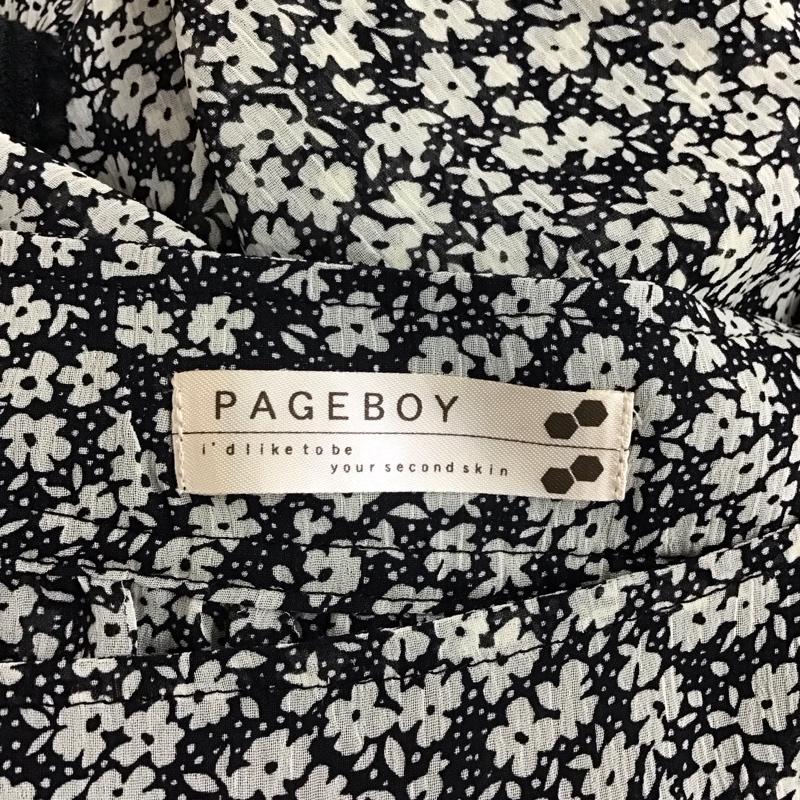 PAGEBOY
i'd like to be
your second skin